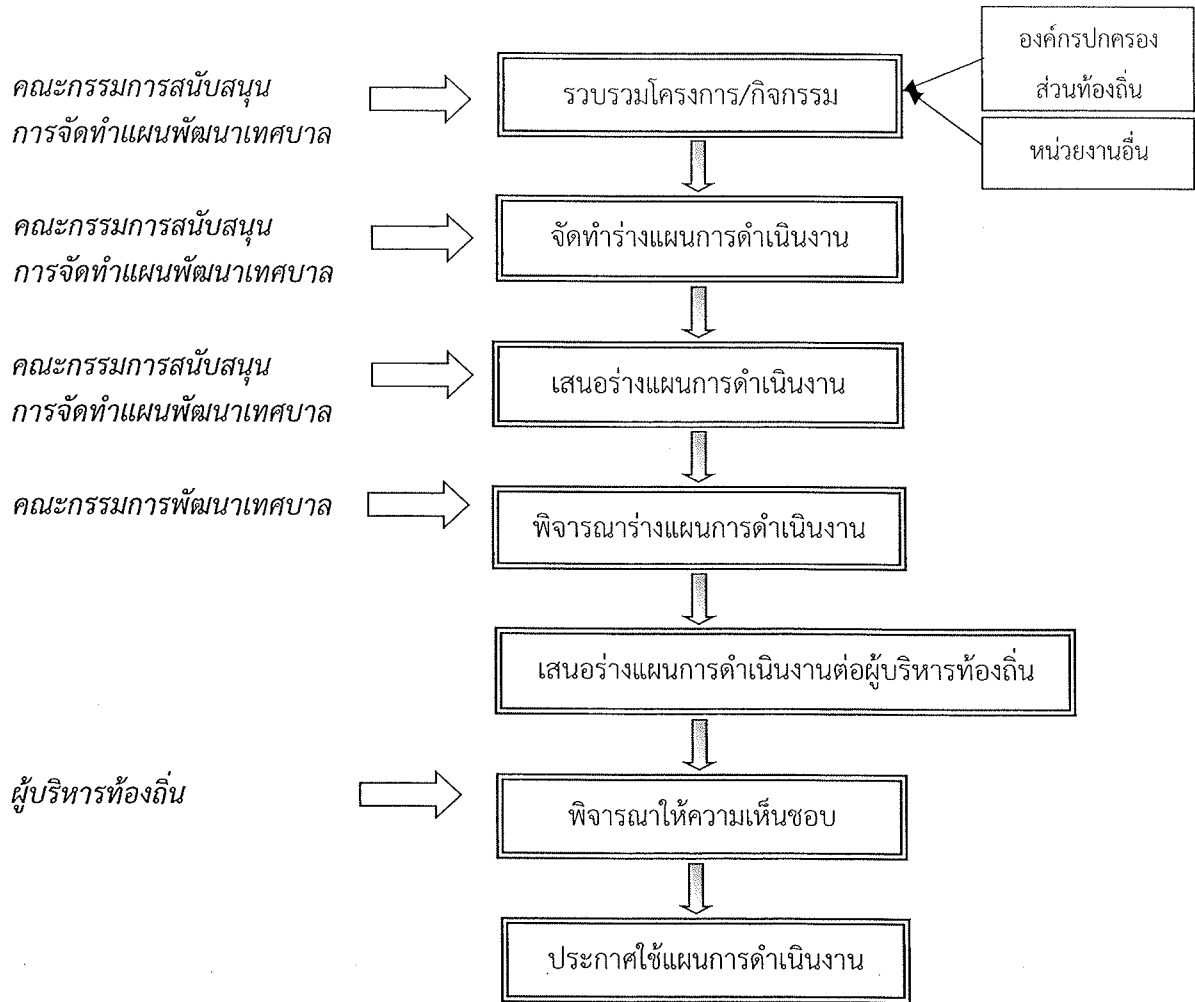 องค์กรปกครอง
ส่วนท้องถิ่น
หน่วยงานอื่น
คณะกรรมการสนับสนุน
การจัดทำแผนพัฒนาเทศบาล
รวบรวมโครงการ/กิจกรรม
คณะกรรมการสนับสนุน
การจัดทำแผนพัฒนาเทศบาล
จัดทำร่างแผนการดำเนินงาน
คณะกรรมการสนับสนุน
การจัดทำแผนพัฒนาเทศบาล
เสนอร่างแผนการดำเนินงาน
คณะกรรมการพัฒนาเทศบาล
พิจารณาร่างแผนการดำเนินงาน
เสนอร่างแผนการดำเนินงานต่อผู้บริหารท้องถิ่น
ผู้บริหารท้องถิ่น
พิจารณาให้ความเห็นชอบ
ประกาศใช้แผนการดำเนินงาน